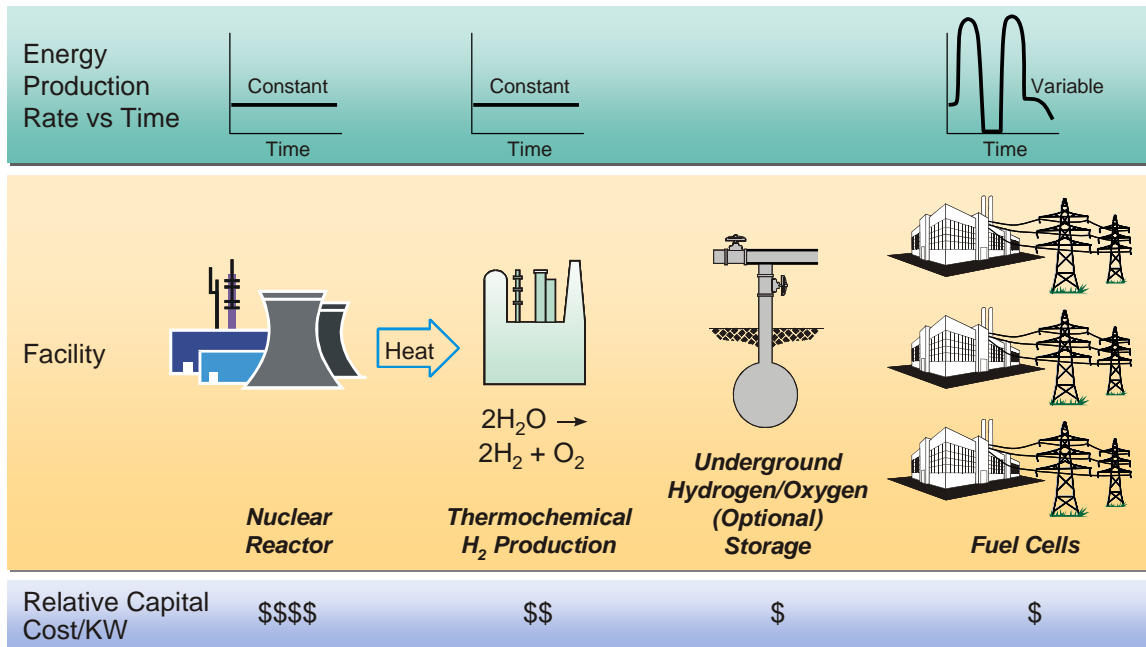 Energy
Production
Rate vs Time
Constant
Time
Constant
Time
Variable
Time
Facility
Heat
2H₂O →
2H₂ + O₂
Nuclear
Reactor
Thermochemical
H₂ Production
Underground
Hydrogen/Oxygen
(Optional)
Storage
Fuel Cells
Relative Capital
Cost/KW
$$$$
$$
$
$